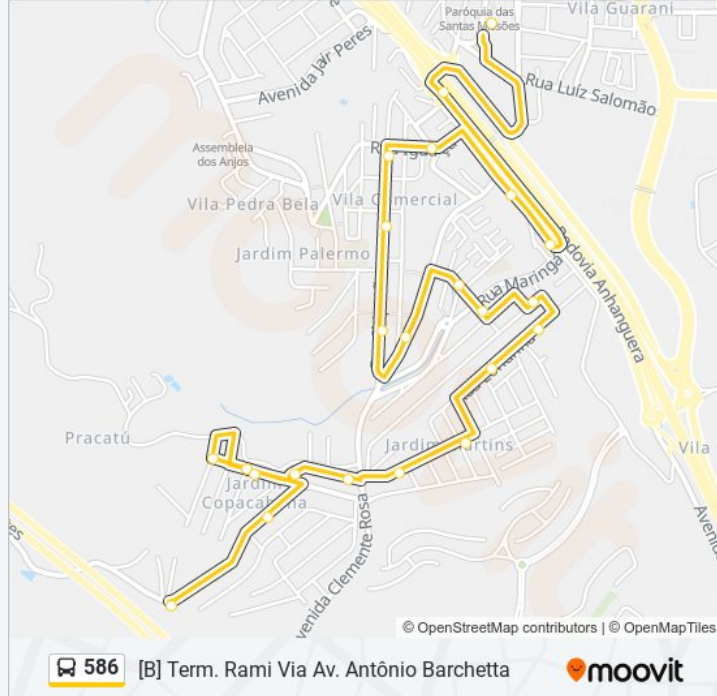 Paróquia das
Santas Missões
Vila Guarani
Avenida Jair Peres
Rua Luíz Salomão
Assembleia
dos Anjos
Vila Pedra Bela
Vila Comercial
Jardim Palermo
Rua Maringá
Rodovia Anhanguera
Pracatú
Jardim Martins
Vila
Jardim
Copacabana
Avenida Clemente Rosa
Avenida
© OpenStreetMap contributors | © OpenMapTiles
586
[B] Term. Rami Via Av. Antônio Barchetta
moovit